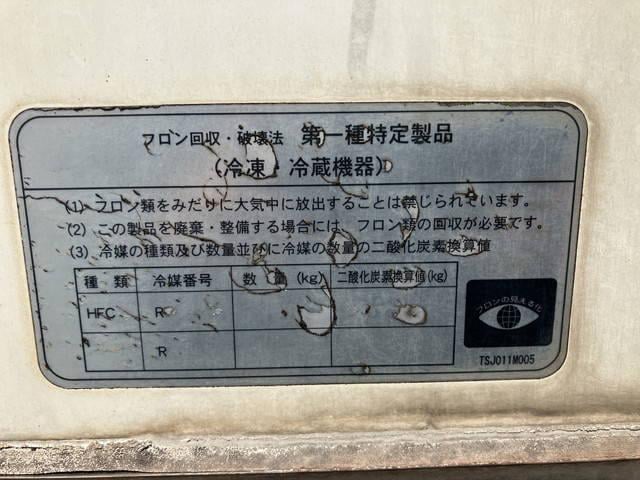 フロン回収・破壊法 第一種特定製品
(冷凍・冷蔵機器)
(1) フロン類をみだりに大気中に放出することは禁じられています。
(2) この製品を廃棄・整備する場合には、フロン類の回収が必要です。
(3) 冷媒の種類及び数量並びに冷媒の数量の二酸化炭素換算値
種 類 冷媒番号 数 量 (kg) 二酸化炭素換算値(kg)
HFC R
R
フロンの見える化
TSJ011M005